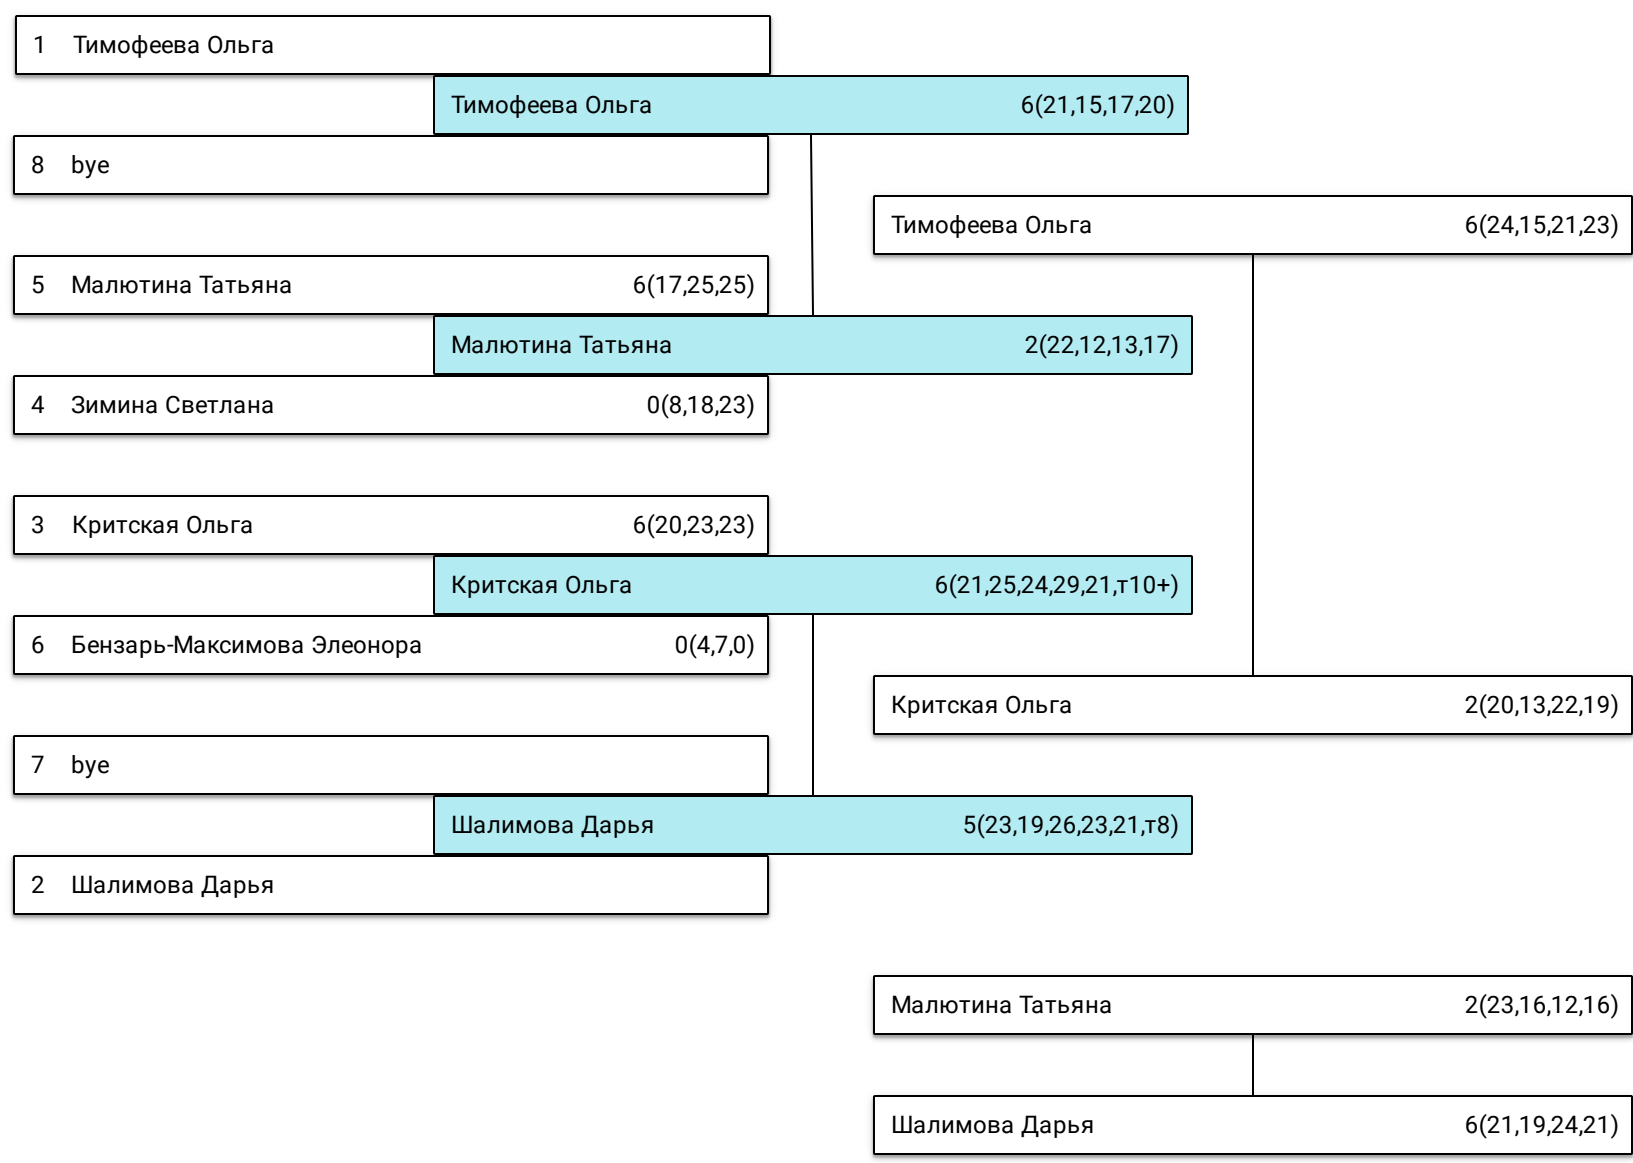 1 Тимофеева Ольга
Тимофеева Ольга 6(21,15,17,20)
8 bye
Тимофеева Ольга 6(24,15,21,23)
5 Малютина Татьяна 6(17,25,25)
Малютина Татьяна 2(22,12,13,17)
4 Зимина Светлана 0(8,18,23)
3 Критская Ольга 6(20,23,23)
Критская Ольга 6(21,25,24,29,21,т10+)
6 Бензарь-Максимова Элеонора 0(4,7,0)
Критская Ольга 2(20,13,22,19)
7 bye
Шалимова Дарья 5(23,19,26,23,21,т8)
2 Шалимова Дарья
Малютина Татьяна 2(23,16,12,16)
Шалимова Дарья 6(21,19,24,21)